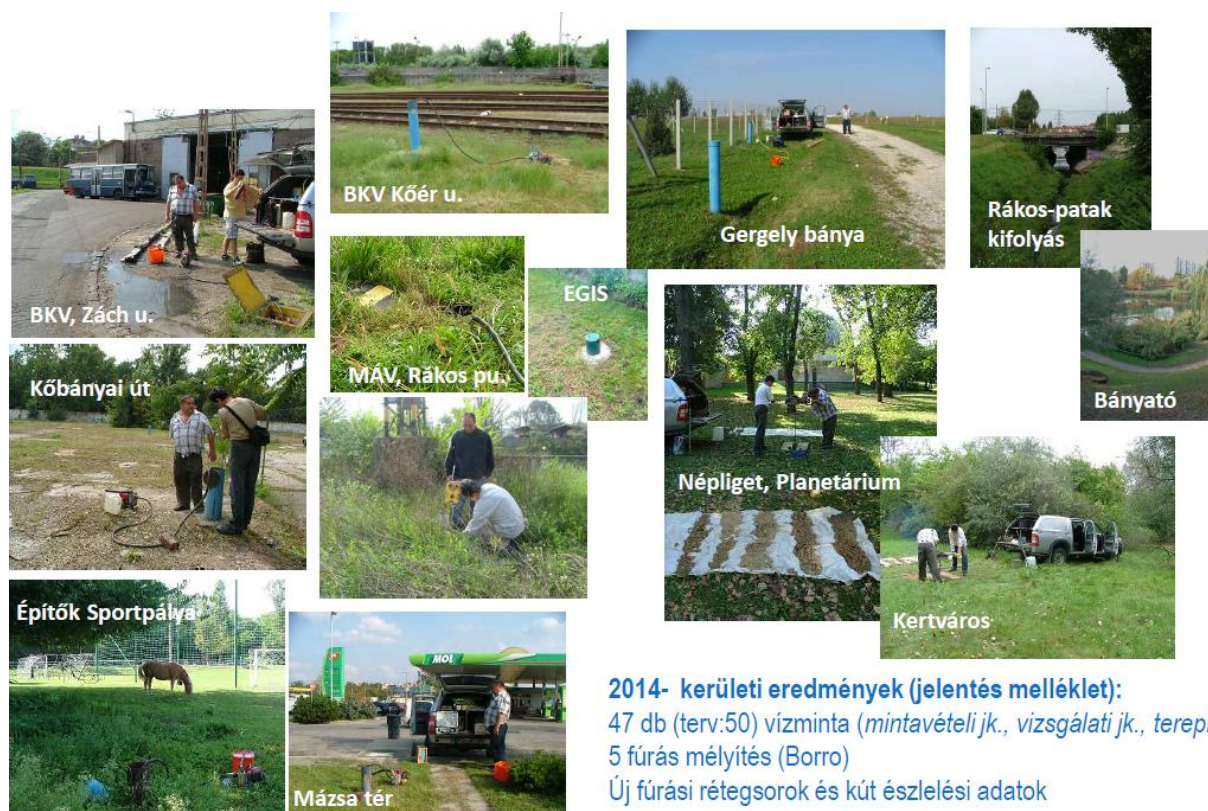 BKV, Zách u.
BKV Kőér u.
Gergely bánya
Rákos-patak
kifolyás
MÁV, Rákos pu.
EGIS
Bányató
Kőbányai út
Népliget, Planetárium
Kertváros
Építők Sportpálya
MOL
Mázsa tér
2014- kerületi eredmények (jelentés melléklet):
47 db (terv:50) vízminta (mintavételi jk., vizsgálati jk., terepi
5 fúrás mélyítés (Borro)
Új fúrási rétegsorok és kút észlelési adatok